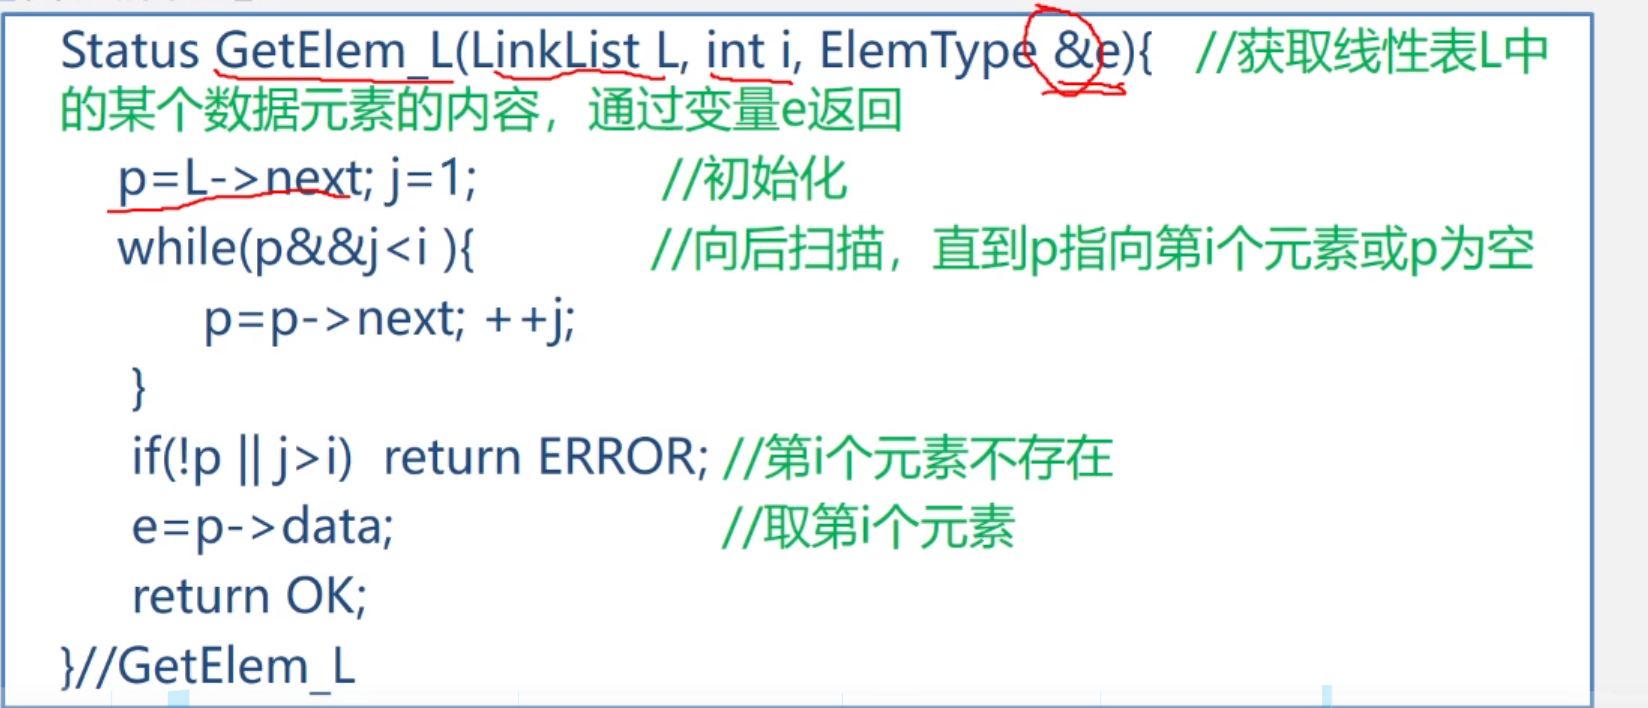 Status GetElem_L(LinkList L, int i, ElemType &e){ //获取线性表L中
的某个数据元素的内容，通过变量e返回
p=L->next; j=1; //初始化
while(p&&j<i ){ //向后扫描，直到p指向第i个元素或p为空
p=p->next; ++j;
}
if(!p || j>i) return ERROR; //第i个元素不存在
e=p->data; //取第i个元素
return OK;
}//GetElem_L